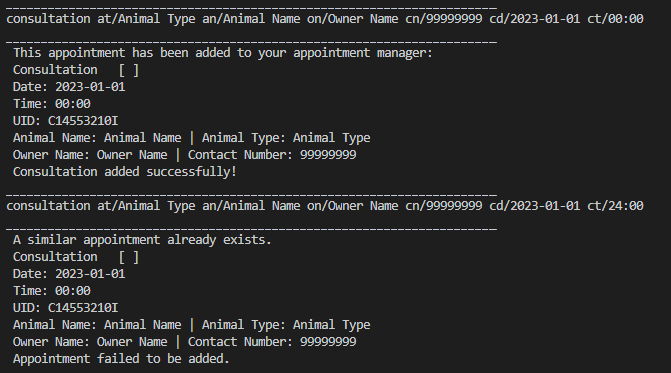 consultation at/Animal Type an/Animal Name on/Owner Name cn/99999999 cd/2023-01-01 ct/00:00
This appointment has been added to your appointment manager:
Consultation [ ]
Date: 2023-01-01
Time: 00:00
UID: C14553210I
Animal Name: Animal Name | Animal Type: Animal Type
Owner Name: Owner Name | Contact Number: 99999999
Consultation added successfully!
consultation at/Animal Type an/Animal Name on/Owner Name cn/99999999 cd/2023-01-01 ct/24:00
A similar appointment already exists.
Consultation [ ]
Date: 2023-01-01
Time: 00:00
UID: C14553210I
Animal Name: Animal Name | Animal Type: Animal Type
Owner Name: Owner Name | Contact Number: 99999999
Appointment failed to be added.